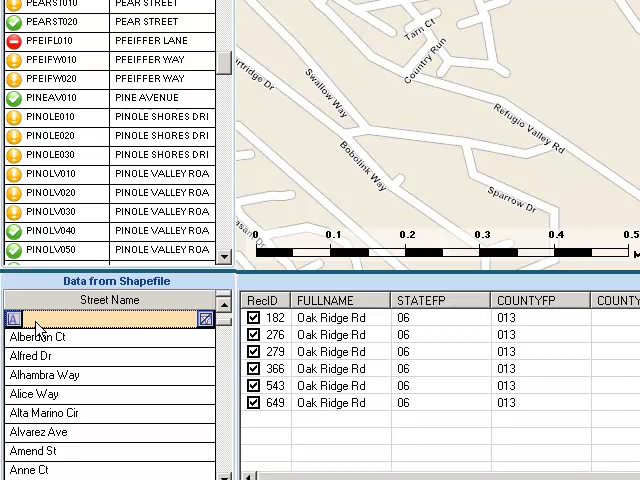 PEARST010 PEAR STREET
PEARST020 PEAR STREET
PFEIFL010 PFEIFFER LANE
PFEIFW010 PFEIFFER WAY
PFEIFW020 PFEIFFER WAY
PINEAV010 PINE AVENUE
PINOLE010 PINOLE SHORES DRI
PINOLE020 PINOLE SHORES DRI
PINOLE030 PINOLE SHORES DRI
PINOLV010 PINOLE VALLEY ROA
PINOLV020 PINOLE VALLEY ROA
PINOLV030 PINOLE VALLEY ROA
PINOLV040 PINOLE VALLEY ROA
PINOLV050 PINOLE VALLEY ROA
Tarn Ct
Country Run
artridge Dr
Swallow Way
Refugio Valley Rd
Bobolink Way
Sparrow Dr
asant Dr
0 0.1 0.2 0.3 0.4 0.5
M
Data from Shapefile
Street Name
A
Alberdan Ct
Alfred Dr
Alhambra Way
Alice Way
Alta Marino Cir
Alvarez Ave
Amend St
Anne Ct
RecID FULLNAME STATEFP COUNTYFP COUNTY
182 Oak Ridge Rd 06 013
276 Oak Ridge Rd 06 013
279 Oak Ridge Rd 06 013
366 Oak Ridge Rd 06 013
543 Oak Ridge Rd 06 013
649 Oak Ridge Rd 06 013